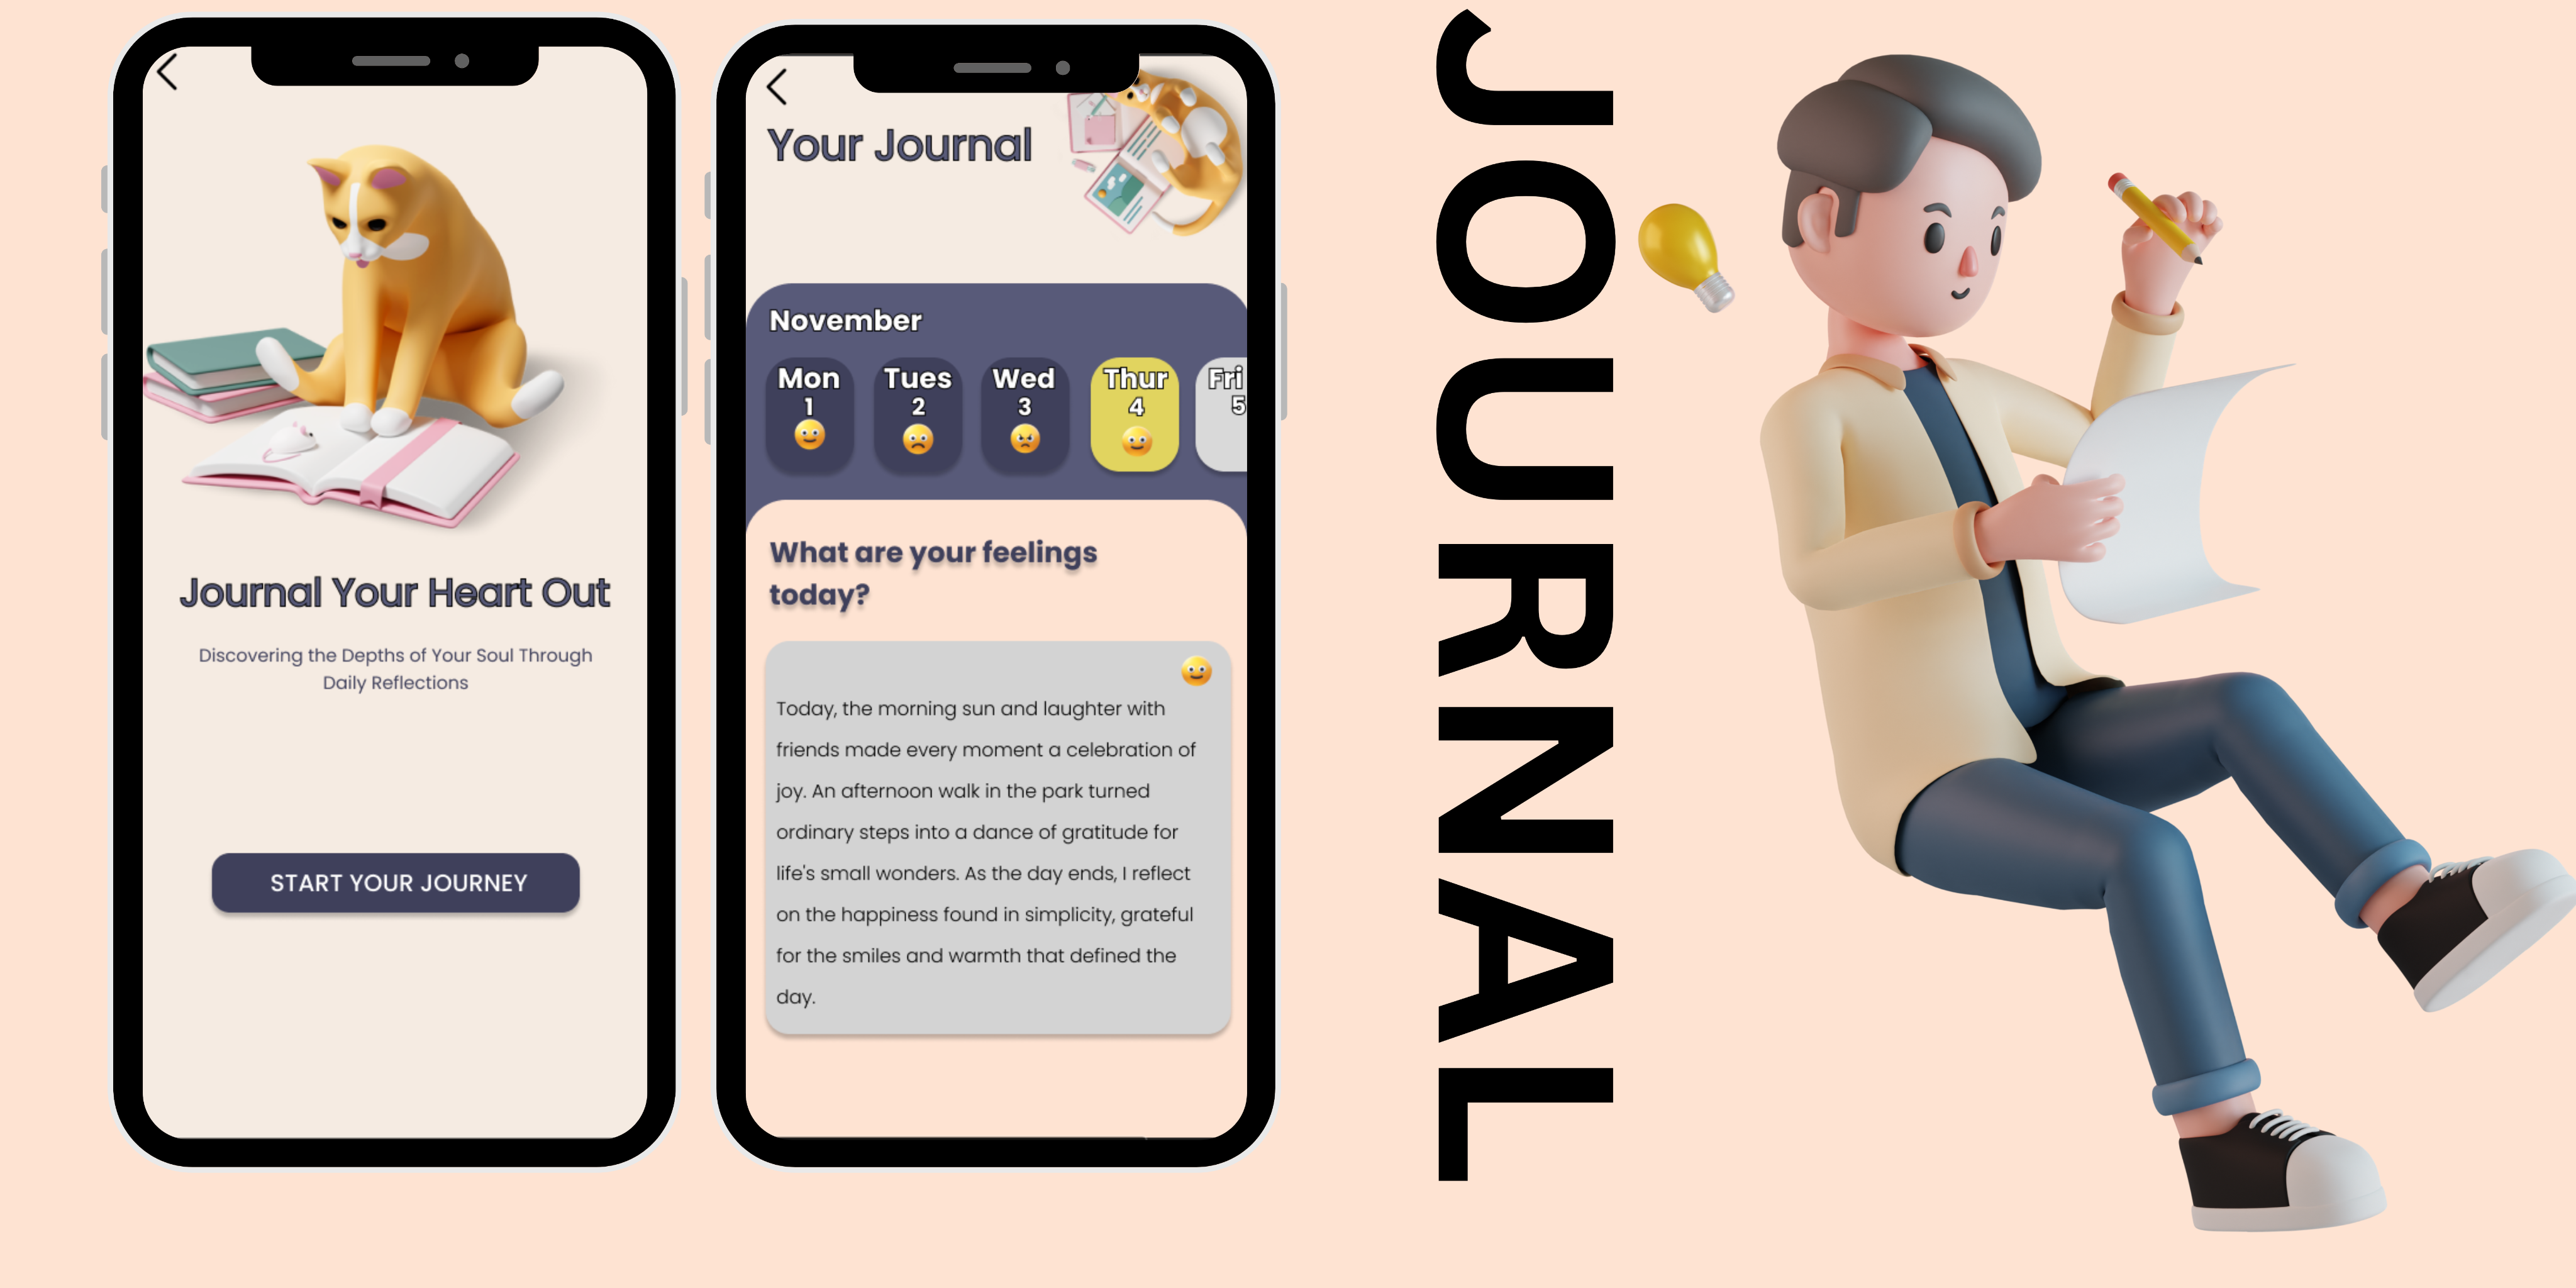 Journal Your Heart Out
Discovering the Depths of Your Soul Through
Daily Reflections
START YOUR JOURNEY
Your Journal
November
Mon
1
Tues
2
Wed
3
Thur
4
Fri
5
What are your feelings
today?
Today, the morning sun and laughter with
friends made every moment a celebration of
joy. An afternoon walk in the park turned
ordinary steps into a dance of gratitude for
life's small wonders. As the day ends, I reflect
on the happiness found in simplicity, grateful
for the smiles and warmth that defined the
day.
JOURNAL